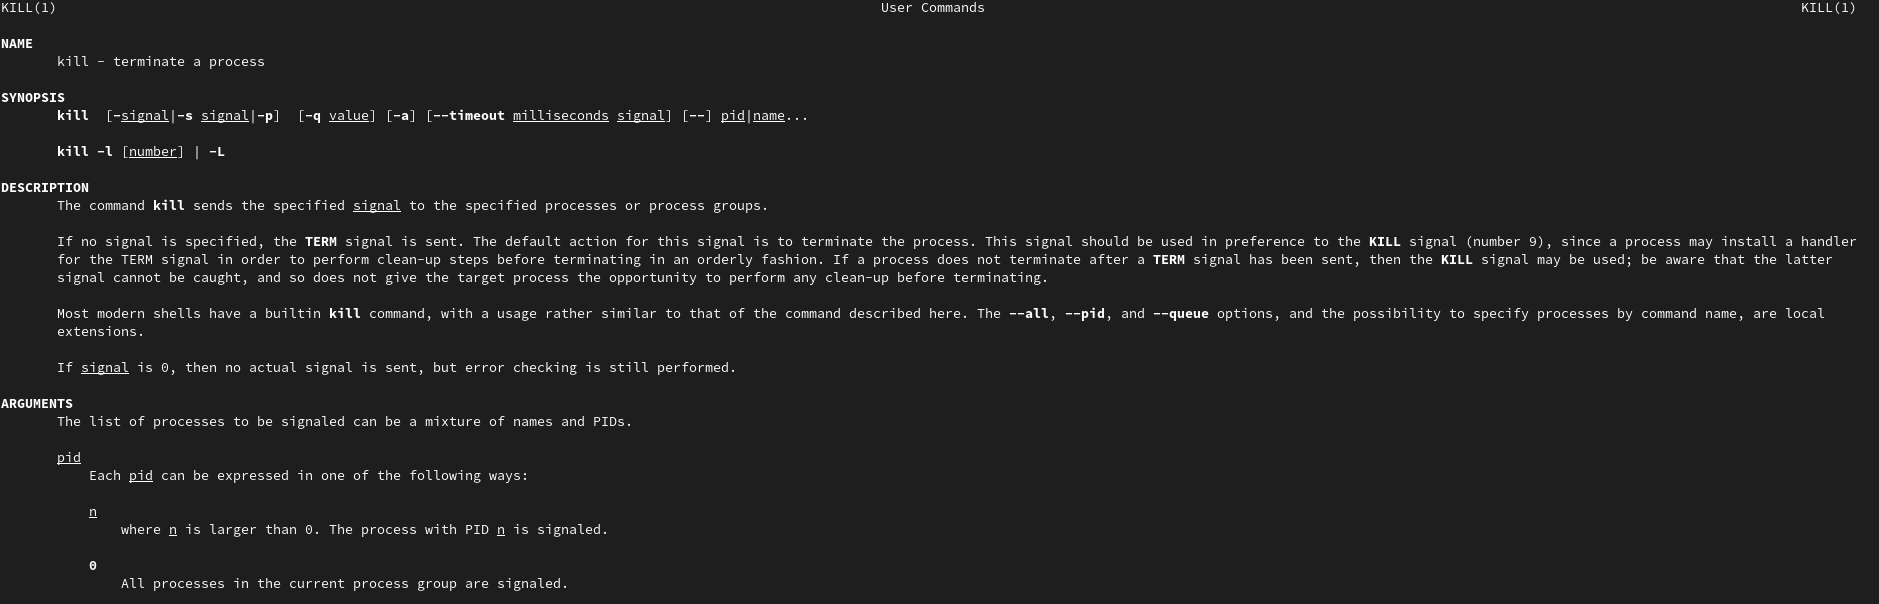 KILL(1) User Commands KILL(1)
NAME
kill - terminate a process
SYNOPSIS
kill [-signal|-s signal|-p] [-q value] [-a] [--timeout milliseconds signal] [--] pid|name...
kill -l [number] | -L
DESCRIPTION
The command kill sends the specified signal to the specified processes or process groups.
If no signal is specified, the TERM signal is sent. The default action for this signal is to terminate the process. This signal should be used in preference to the KILL signal (number 9), since a process may install a handler
for the TERM signal in order to perform clean-up steps before terminating in an orderly fashion. If a process does not terminate after a TERM signal has been sent, then the KILL signal may be used; be aware that the latter
signal cannot be caught, and so does not give the target process the opportunity to perform any clean-up before terminating.
Most modern shells have a builtin kill command, with a usage rather similar to that of the command described here. The --all, --pid, and --queue options, and the possibility to specify processes by command name, are local
extensions.
If signal is 0, then no actual signal is sent, but error checking is still performed.
ARGUMENTS
The list of processes to be signaled can be a mixture of names and PIDs.
pid
Each pid can be expressed in one of the following ways:
n
where n is larger than 0. The process with PID n is signaled.
0
All processes in the current process group are signaled.